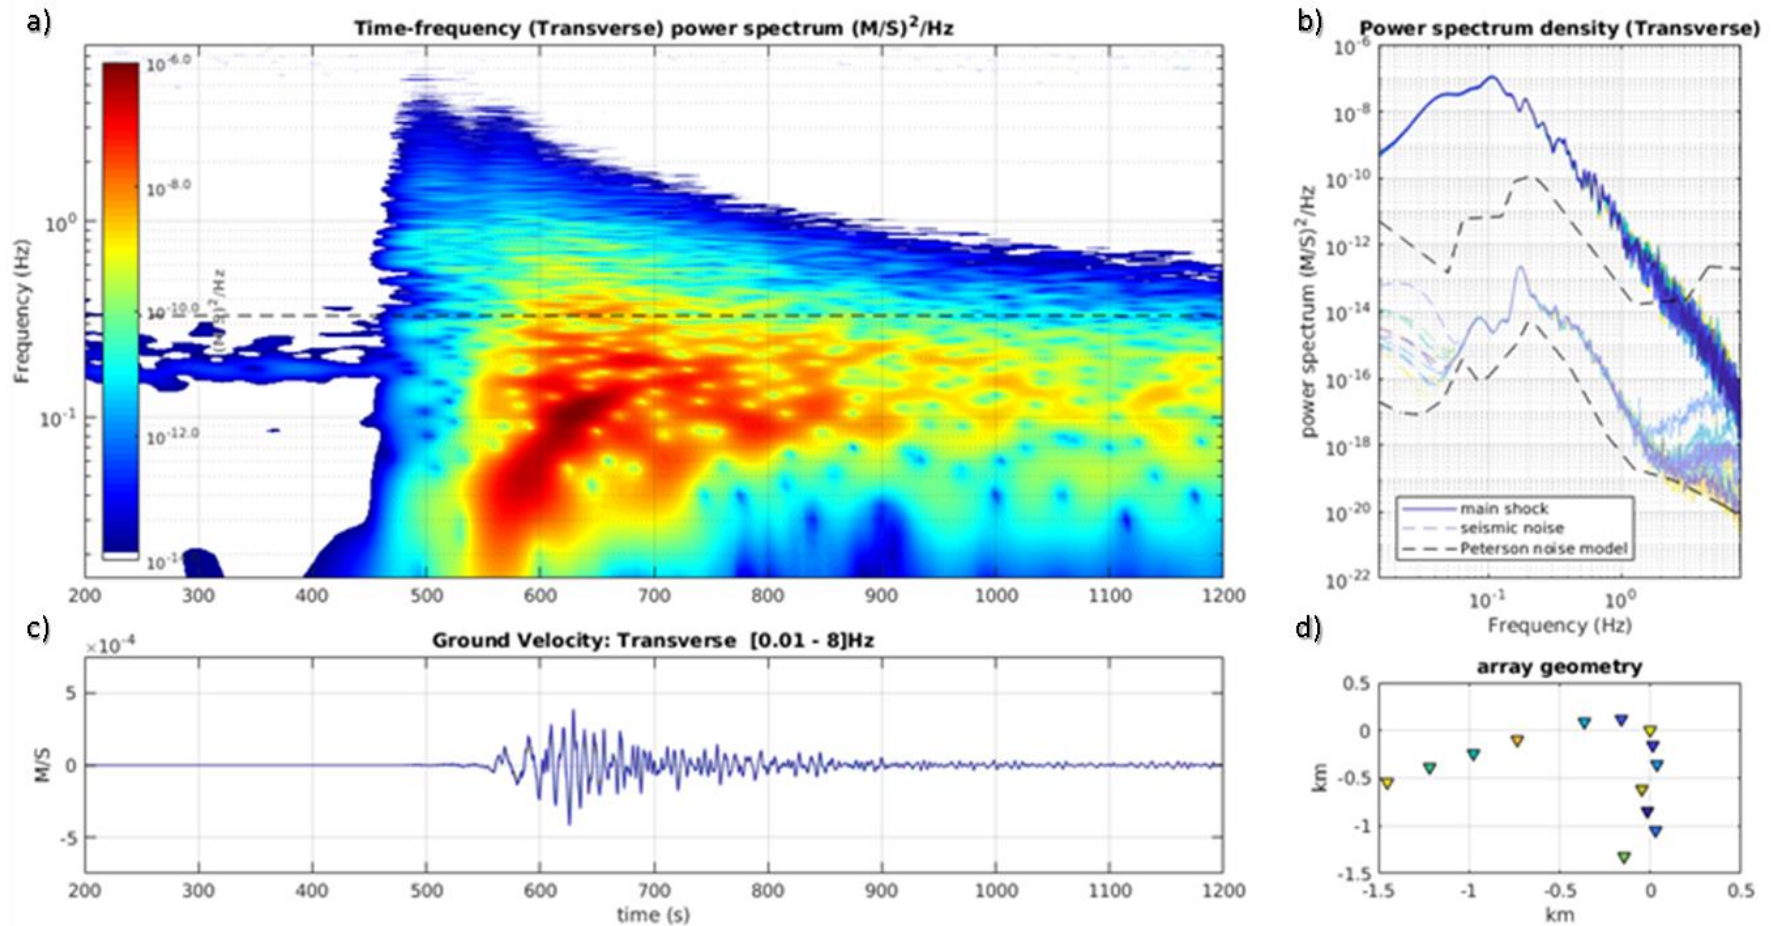 a)
Time-frequency (Transverse) power spectrum (M/S)^2/Hz
10^-6.0
10^-8.0
10^-10.0
10^-12.0
(M/S)^2/Hz
Frequency (Hz)
10^0
10^-1
200 300 400 500 600 700 800 900 1000 1100 1200
b)
Power spectrum density (Transverse)
power spectrum (M/S)^2/Hz
10^-6
10^-8
10^-10
10^-12
10^-14
10^-16
10^-18
10^-20
10^-22
main shock
seismic noise
Peterson noise model
10^-1 10^0
Frequency (Hz)
c)
×10^-4
Ground Velocity: Transverse [0.01 - 8]Hz
M/S
5
0
-5
200 300 400 500 600 700 800 900 1000 1100 1200
time (s)
d)
array geometry
km
0.5
0
-0.5
-1
-1.5
-1.5 -1 -0.5 0 0.5
km